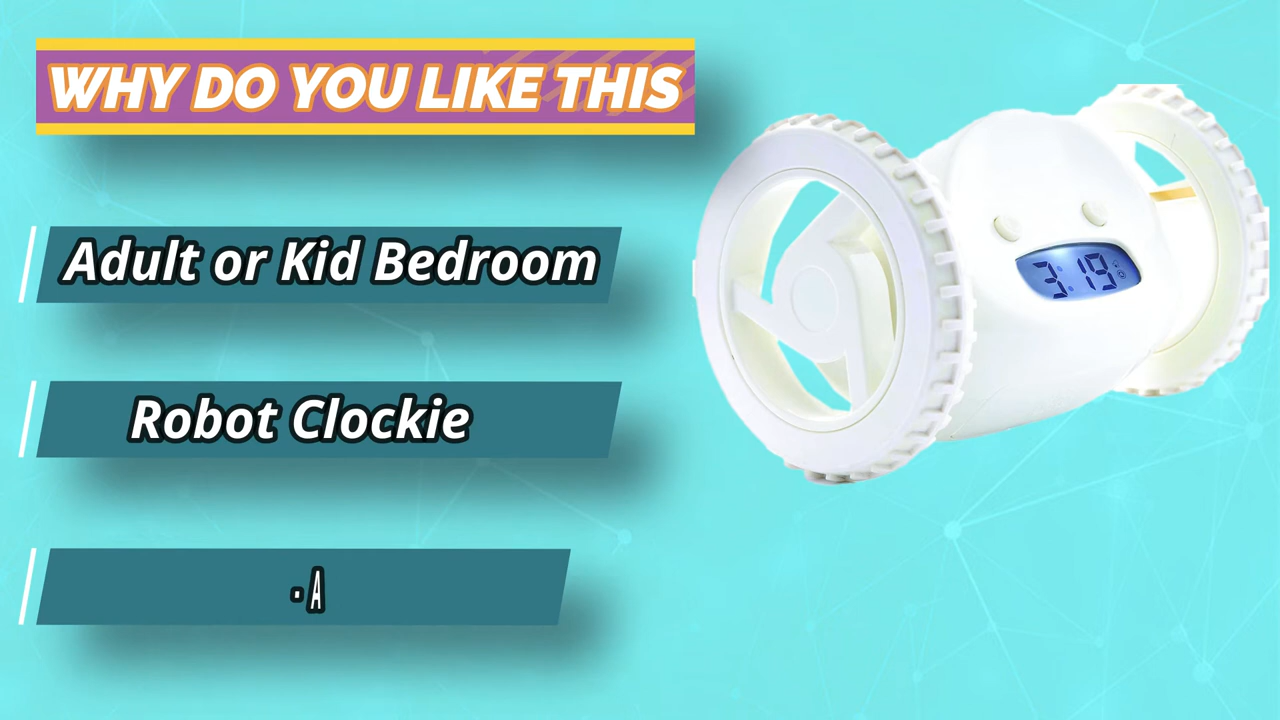 WHY DO YOU LIKE THIS
Adult or Kid Bedroom
Robot Clockie
· A
3:19